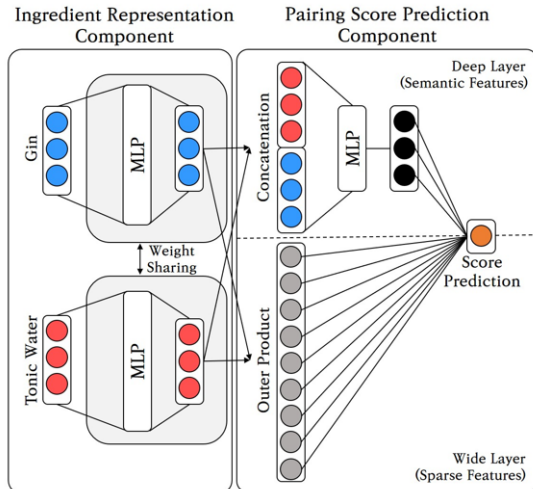 Ingredient Representation
Component
Pairing Score Prediction
Component
Gin
MLP
Weight
Sharing
Tonic Water
MLP
Concatenation
MLP
Deep Layer
(Semantic Features)
Score
Prediction
Outer Product
Wide Layer
(Sparse Features)